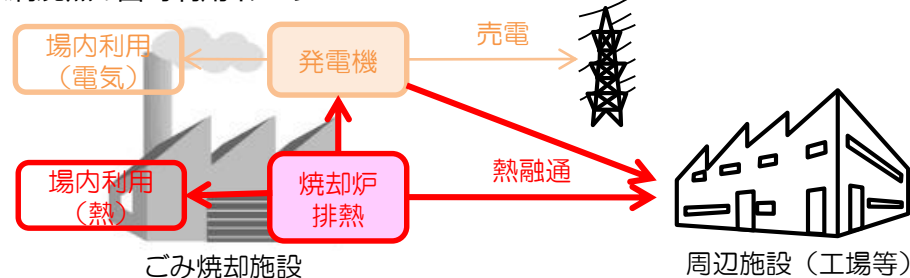 場内利用
（電気）
発電機
売電
場内利用
（熱）
焼却炉
排熱
熱融通
ごみ焼却施設
周辺施設（工場等）